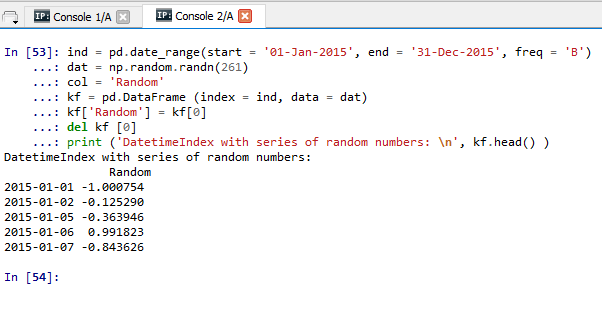 IP: Console 1/A IP: Console 2/A
In [53]: ind = pd.date_range(start = '01-Jan-2015', end = '31-Dec-2015', freq = 'B')
...: dat = np.random.randn(261)
...: col = 'Random'
...: kf = pd.DataFrame (index = ind, data = dat)
...: kf['Random'] = kf[0]
...: del kf [0]
...: print ('DatetimeIndex with series of random numbers: \n', kf.head() )
DatetimeIndex with series of random numbers:
Random
2015-01-01 -1.000754
2015-01-02 -0.125290
2015-01-05 -0.363946
2015-01-06  0.991823
2015-01-07 -0.843626
In [54]: